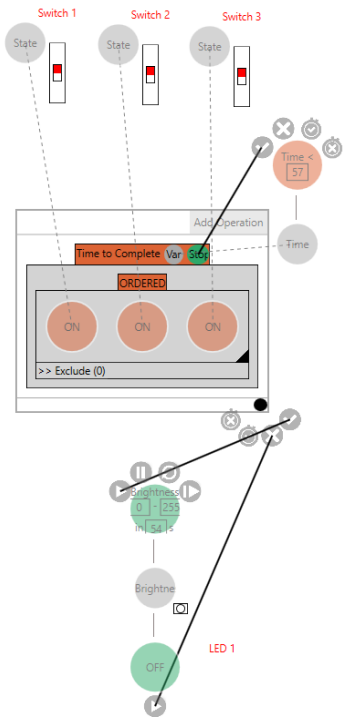 Switch 1
Switch 2
Switch 3
State
State
State
Time <
57
Add Operation
Time to Complete
Var
Stop
Time
ORDERED
ON
ON
ON
>> Exclude (0)
Brightness
0 - 255
in 54 s
Brightne
LED 1
OFF